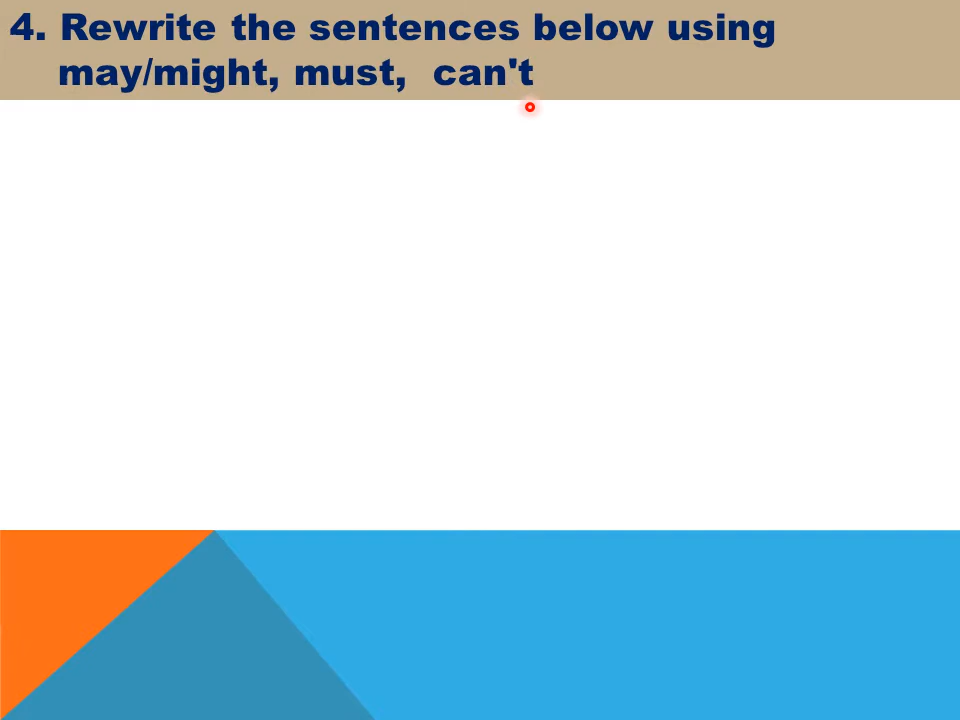 4. Rewrite the sentences below using
may/might, must, can't